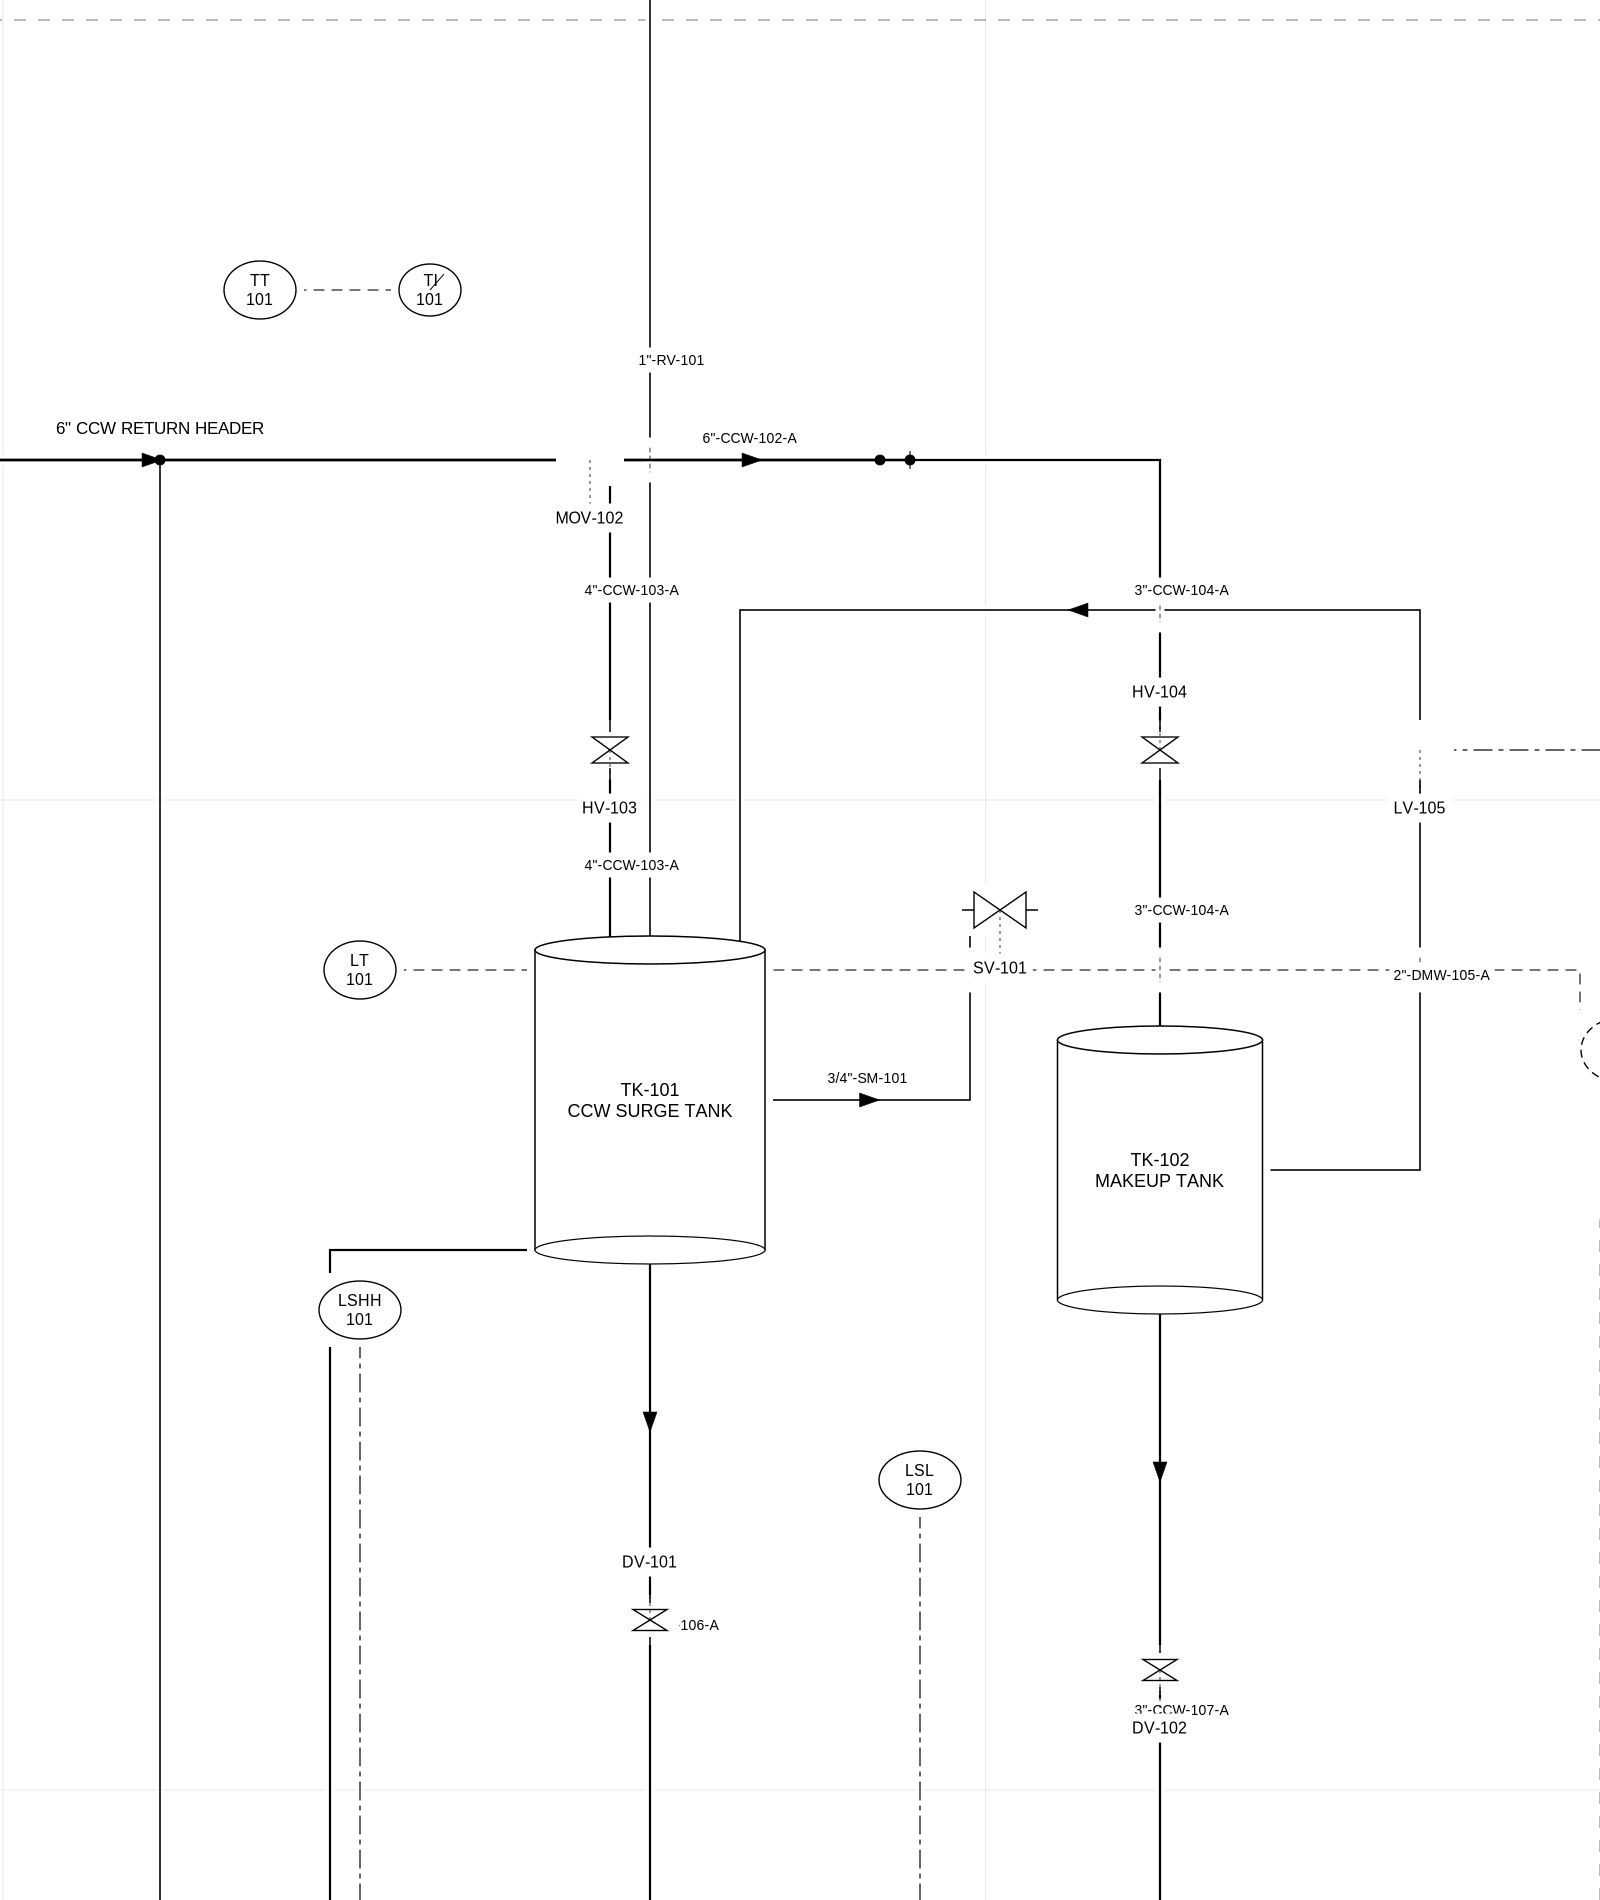 TT
101
TI
101
1"-RV-101
6" CCW RETURN HEADER
6"-CCW-102-A
MOV-102
4"-CCW-103-A
3"-CCW-104-A
HV-104
HV-103
LV-105
4"-CCW-103-A
3"-CCW-104-A
LT
101
SV-101
2"-DMW-105-A
3/4"-SM-101
TK-101
CCW SURGE TANK
TK-102
MAKEUP TANK
LSHH
101
LSL
101
DV-101
106-A
3"-CCW-107-A
DV-102